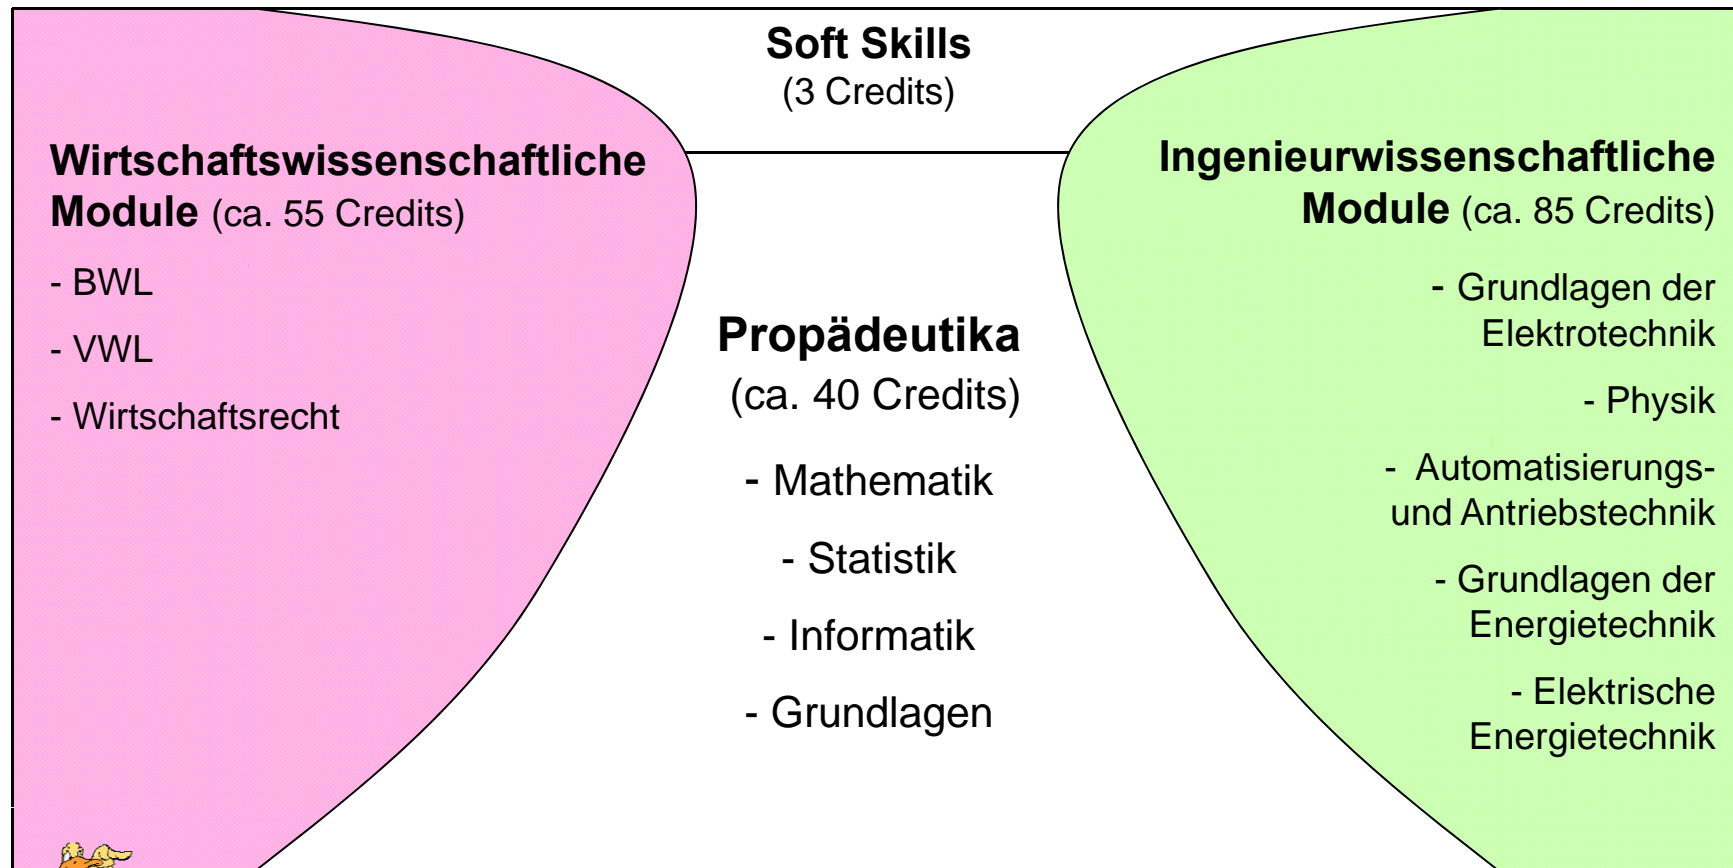 Soft Skills
(3 Credits)
Wirtschaftswissenschaftliche
Module (ca. 55 Credits)
- BWL
- VWL
- Wirtschaftsrecht
Propädeutika
(ca. 40 Credits)
- Mathematik
- Statistik
- Informatik
- Grundlagen
Ingenieurwissenschaftliche
Module (ca. 85 Credits)
- Grundlagen der
Elektrotechnik
- Physik
- Automatisierungs-
und Antriebstechnik
- Grundlagen der
Energietechnik
- Elektrische
Energietechnik